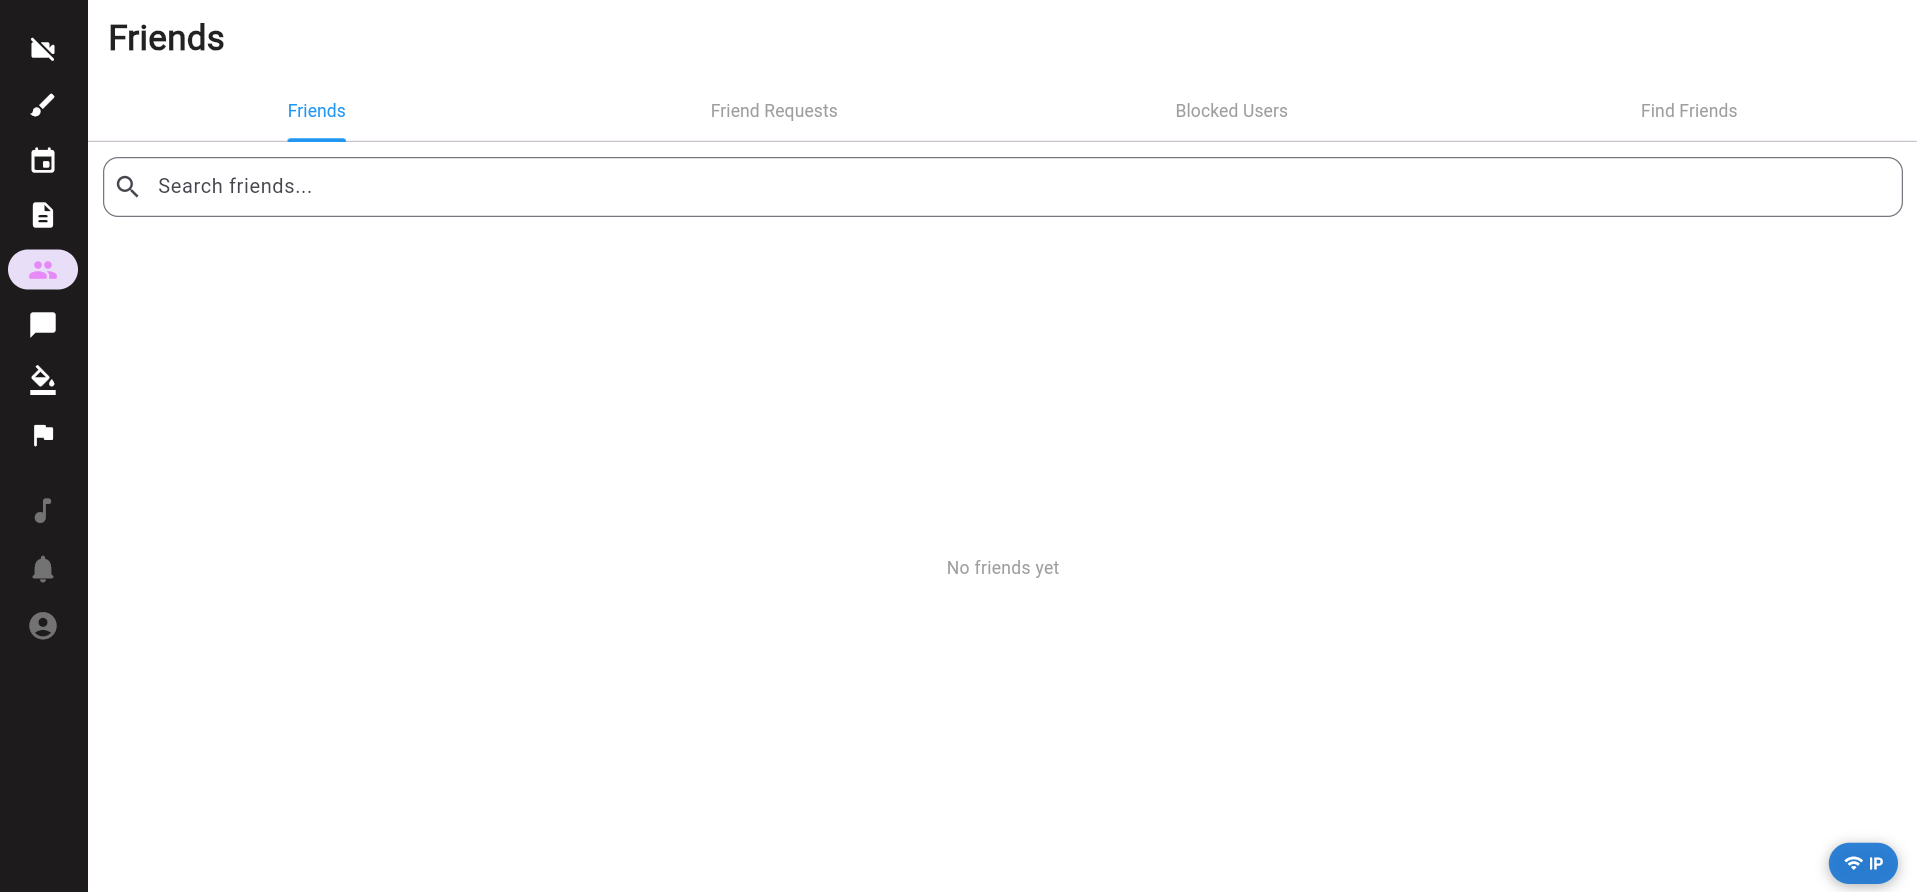 Friends
Friends Friend Requests Blocked Users Find Friends
Search friends...
No friends yet
IP